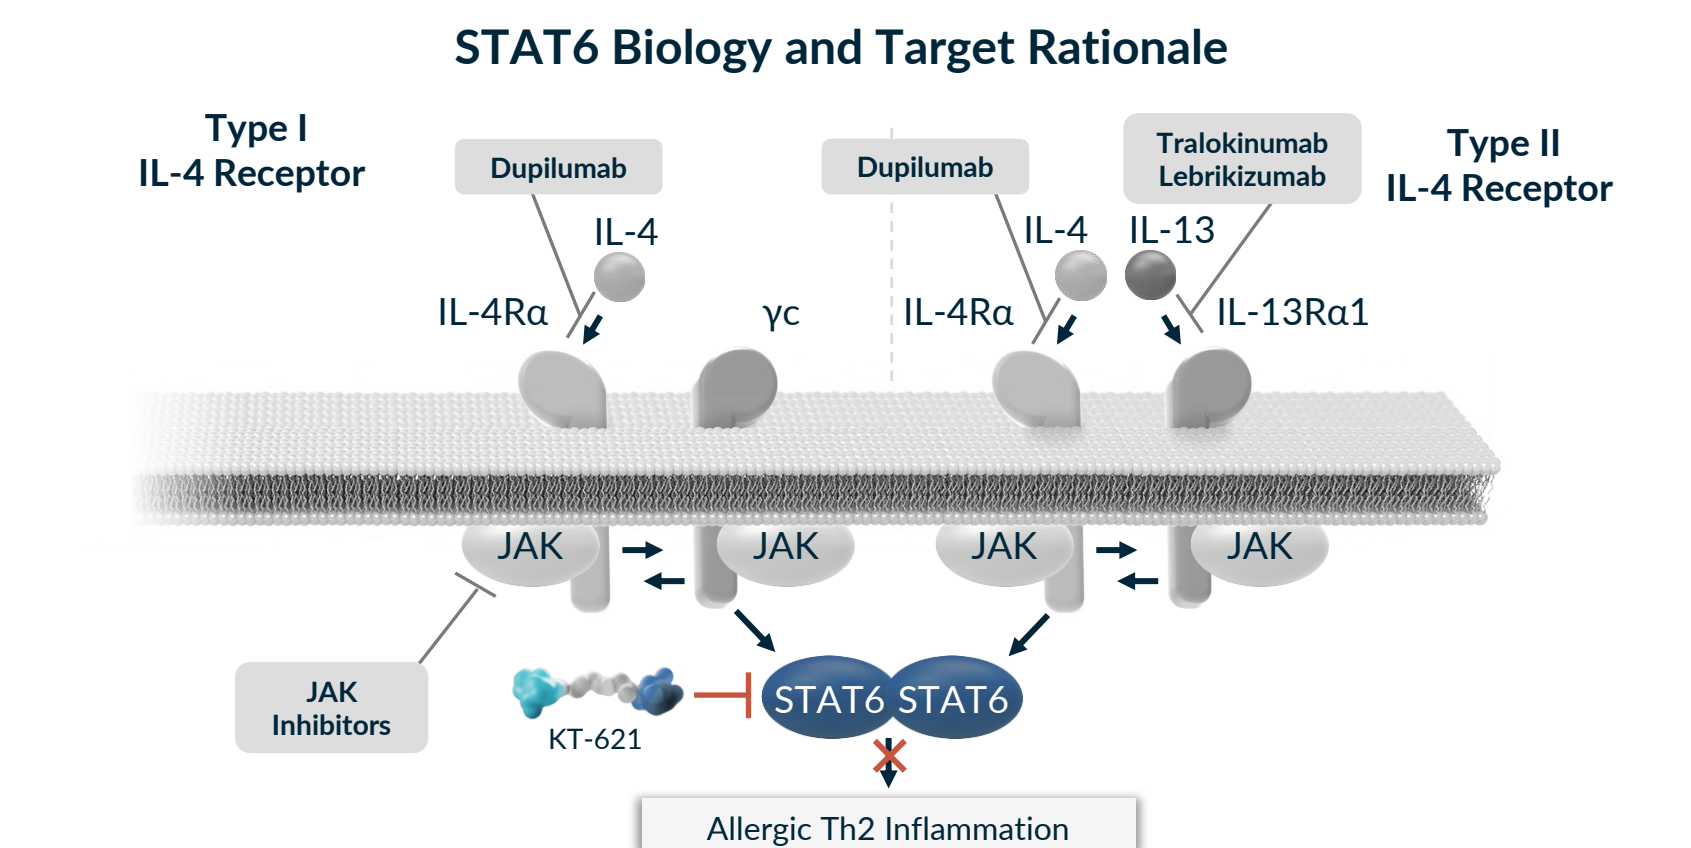 STAT6 Biology and Target Rationale
Type I
IL-4 Receptor
Dupilumab
IL-4
IL-4Rα
γc
Dupilumab
Tralokinumab
Lebrikizumab
Type II
IL-4 Receptor
IL-4
IL-13
IL-4Rα
IL-13Rα1
JAK
JAK
JAK
JAK
JAK
Inhibitors
KT-621
STAT6
STAT6
Allergic Th2 Inflammation